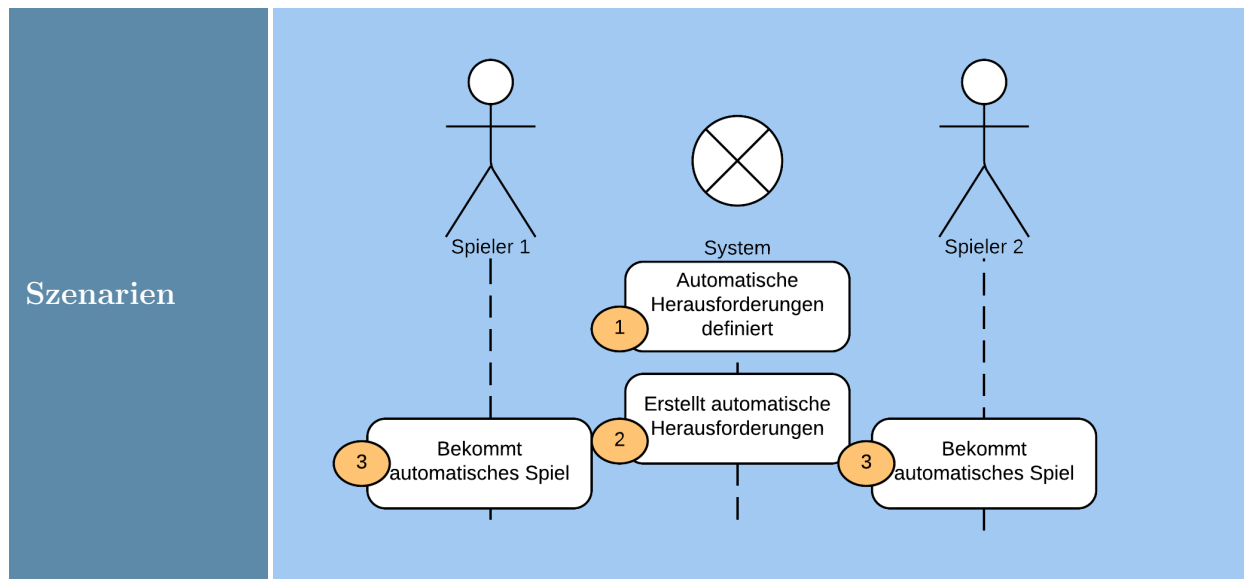 Szenarien
Spieler 1
System
Spieler 2
Automatische
Herausforderungen
definiert
1
Erstellt automatische
Herausforderungen
2
Bekommt
automatisches Spiel
3
Bekommt
automatisches Spiel
3